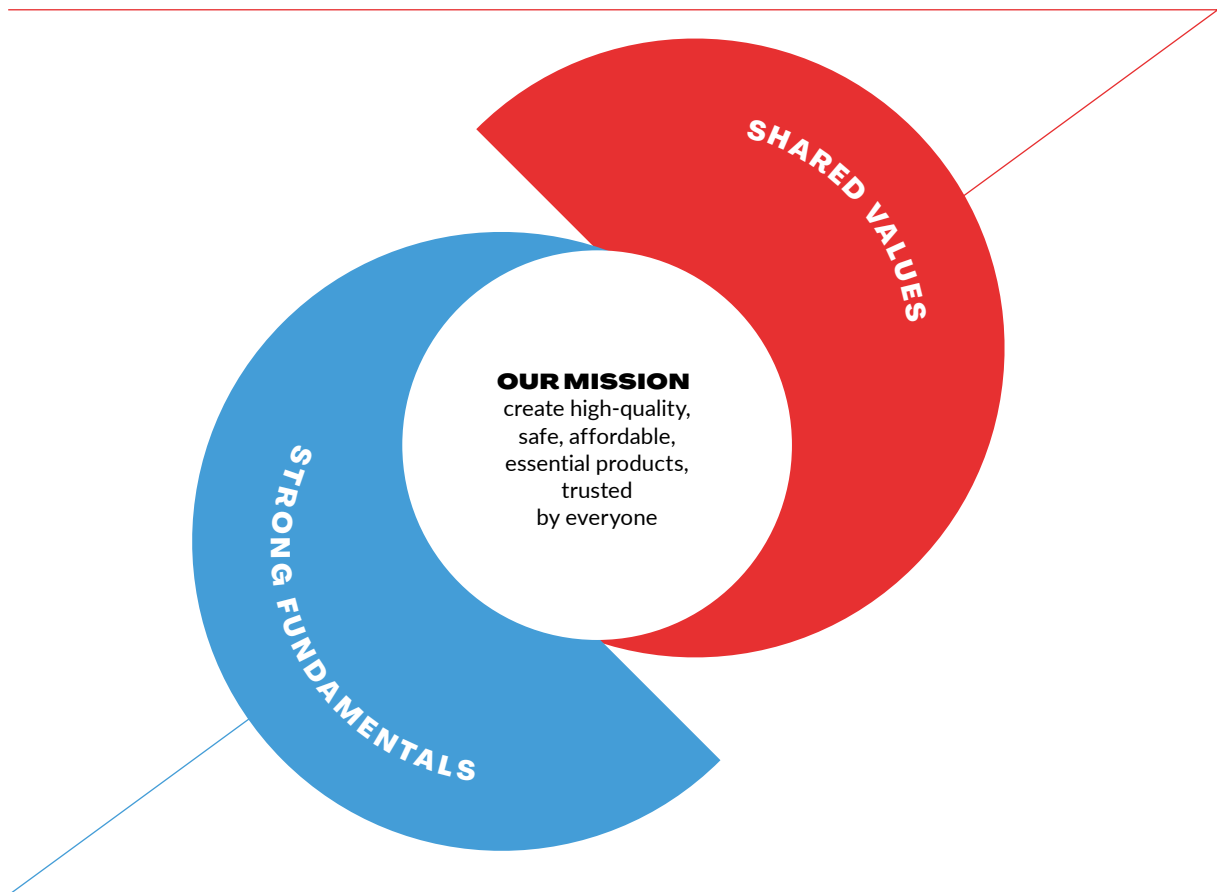 SHARED VALUES
OUR MISSION
create high-quality,
safe, affordable,
essential products,
trusted
by everyone
STRONG FUNDAMENTALS